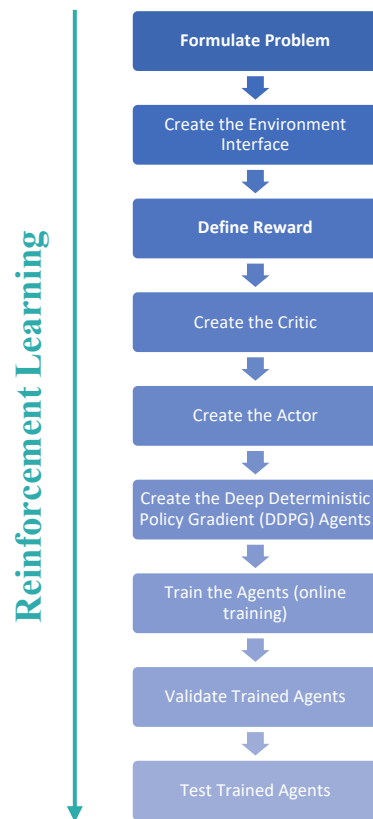 Reinforcement Learning
Formulate Problem
Create the Environment
Interface
Define Reward
Create the Critic
Create the Actor
Create the Deep Deterministic
Policy Gradient (DDPG) Agents
Train the Agents (online
training)
Validate Trained Agents
Test Trained Agents